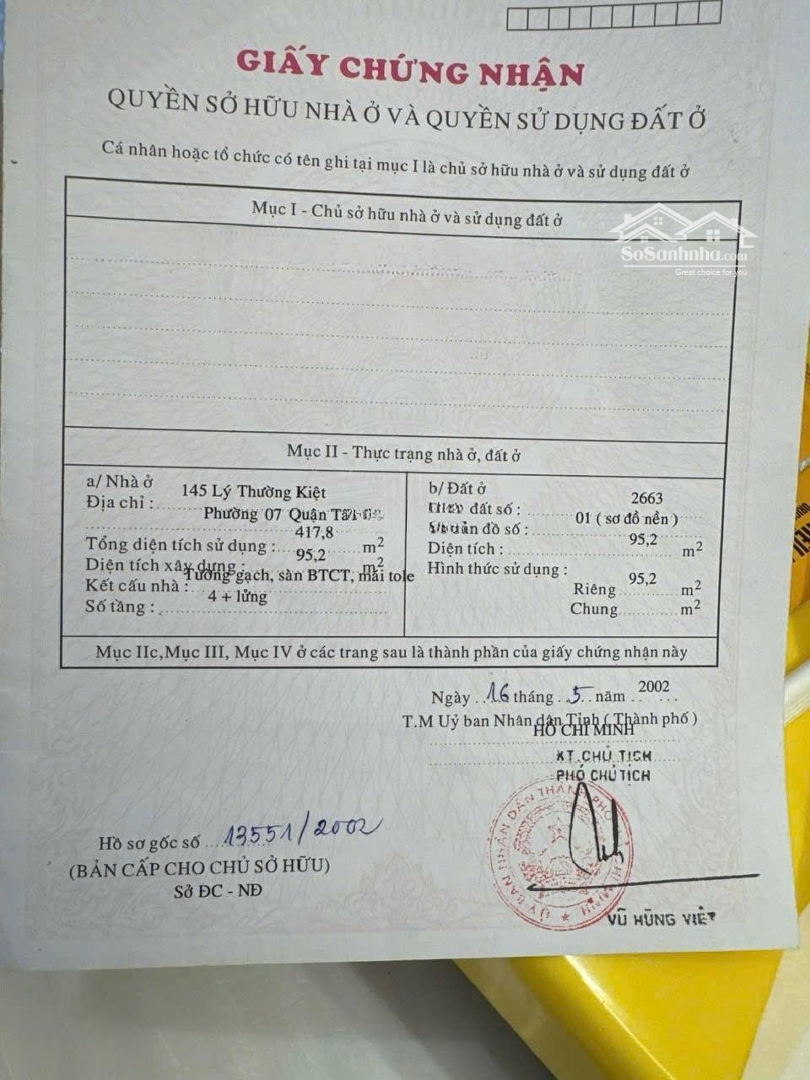 GIẤY CHỨNG NHẬN
QUYỀN SỞ HỮU NHÀ Ở VÀ QUYỀN SỬ DỤNG ĐẤT Ở
Cá nhân hoặc tổ chức có tên ghi tại mục I là chủ sở hữu nhà ở và sử dụng đất ở
Mục I - Chủ sở hữu nhà ở và sử dụng đất ở
SoSanhnha.com
Great choice for you
Mục II - Thực trạng nhà ở, đất ở
a/ Nhà ở
Địa chỉ : 145 Lý Thường Kiệt
Phường 07 Quận
Tổng diện tích sử dụng : 417,8 m2
Diện tích xây dựng : 95,2 m2
Kết cấu nhà : Tường gạch, sàn BTCT, mái tole
Số tầng : 4 + lửng
b/ Đất ở
đất số : 2663
đồ số : 01 ( sơ đồ nền )
Diện tích : 95,2 m2
Hình thức sử dụng :
Riêng 95,2 m2
Chung m2
Mục IIc,Mục III, Mục IV ở các trang sau là thành phần của giấy chứng nhận này
Ngày 16 tháng 5 năm 2002
T.M Uỷ ban Nhân dân Tỉnh ( Thành phố )
HỒ CHÍ MINH
KT CHỦ TỊCH
PHÓ CHỦ TỊCH
Hồ sơ gốc số 13551/2002
(BẢN CẤP CHO CHỦ SỞ HỮU)
Sở ĐC - NĐ
VŨ HÙNG VIỆT